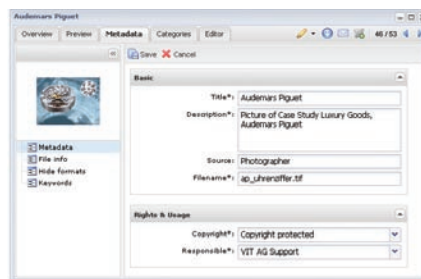 Audemars Piguet
Overview Preview Metadata Categories Editor 46/53
Save Cancel
Metadata
File info
Hide formats
Keywords
Basic
Title*: Audemars Piguet
Description*: Picture of Case Study Luxury Goods,
Audemars Piguet
Source: Photographer
Filename*: ap_uhrenøffer.tif
Rights & Usage
Copyright*: Copyright protected
Responsible*: VIT AG Support